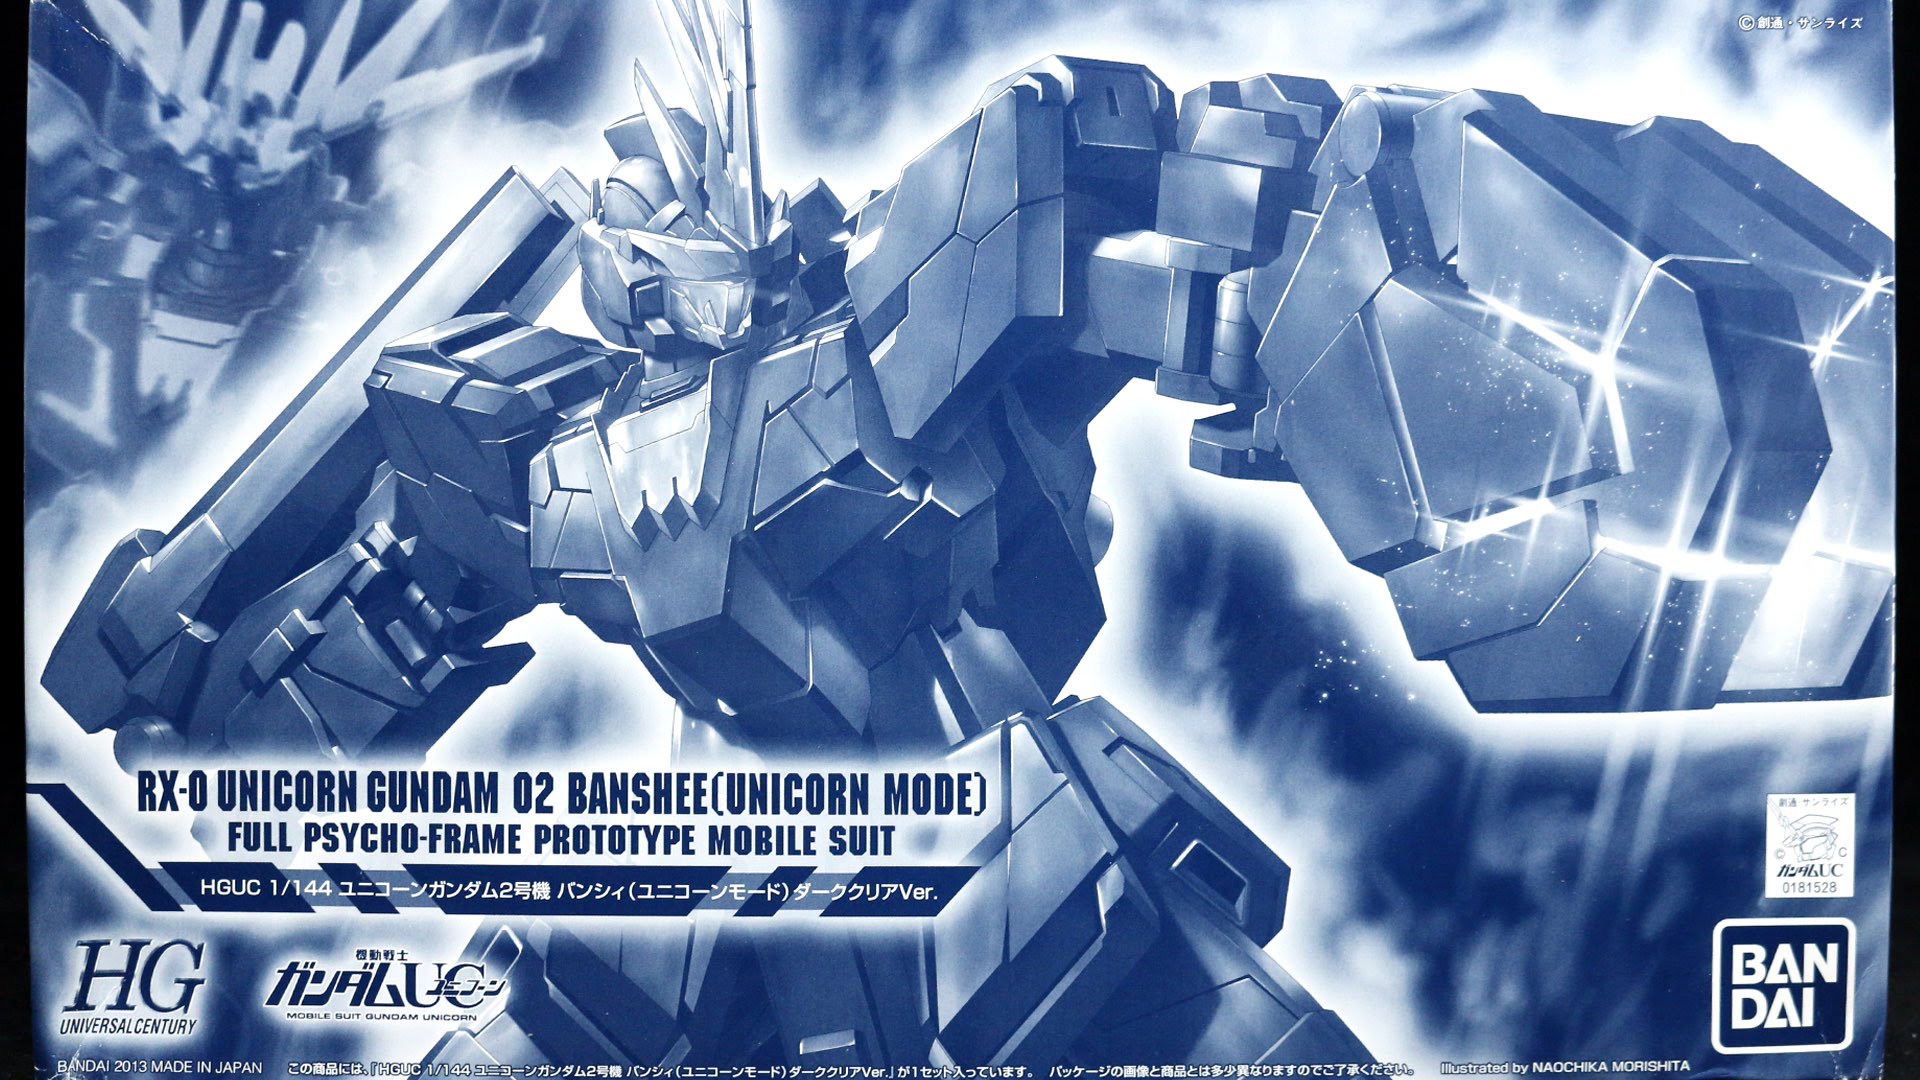 ©創通・サンライズ
RX-0 UNICORN GUNDAM 02 BANSHEE(UNICORN MODE)
FULL PSYCHO-FRAME PROTOTYPE MOBILE SUIT
HGUC 1/144 ユニコーンガンダム2号機 バンシィ(ユニコーンモード)ダーククリアVer.
創通・サンライズ
© C
ガンダムUC
0181528
HG
UNIVERSAL CENTURY
機動戦士
ガンダムUC
ユニコーン
MOBILE SUIT GUNDAM UNICORN
BAN
DAI
BANDAI 2013 MADE IN JAPAN
この商品には、「HGUC 1/144 ユニコーンガンダム2号機 バンシィ(ユニコーンモード)ダーククリアVer.」が1セット入っています。 パッケージの画像と商品とは多少異なりますのでご了承ください。
Illustrated by NAOCHIKA MORISHITA